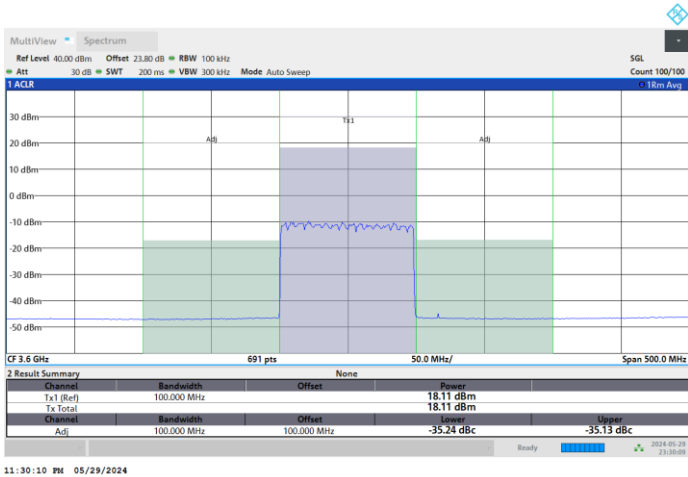 MultiView Spectrum
Ref Level 40.00 dBm Offset 23.80 dB RBW 100 kHz SGL
Att 30 dB SWT 200 ms VBW 300 kHz Mode Auto Sweep Count 100/100
1 ACLR 1Rm Avg
30 dBm
Tx1
20 dBm Adj Adj
10 dBm
0 dBm
-10 dBm
-20 dBm
-30 dBm
-40 dBm
-50 dBm
CF 3.6 GHz 691 pts 50.0 MHz/ Span 500.0 MHz
2 Result Summary None
Channel Bandwidth Offset Power
Tx1 (Ref) 100.000 MHz 18.11 dBm
Tx Total 18.11 dBm
Channel Bandwidth Offset Lower Upper
Adj 100.000 MHz 100.000 MHz -35.24 dBc -35.13 dBc
Ready 2024-05-29
23:30:09
11:30:10 PM 05/29/2024